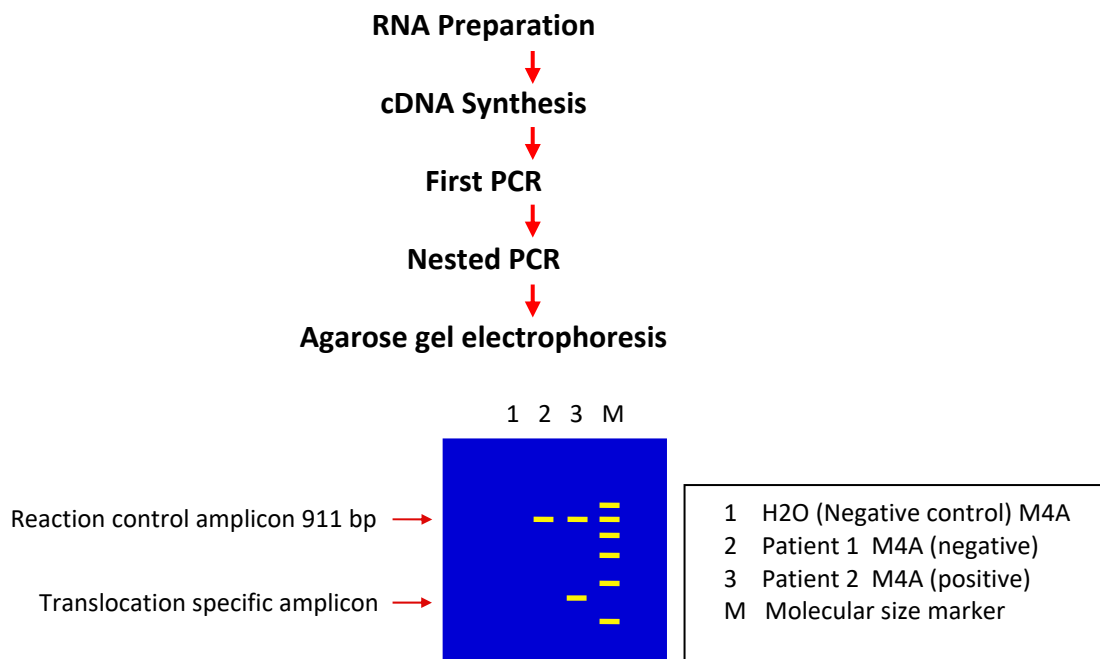 RNA Preparation
cDNA Synthesis
First PCR
Nested PCR
Agarose gel electrophoresis
1 2 3 M
Reaction control amplicon 911 bp
Translocation specific amplicon
1 H2O (Negative control) M4A
2 Patient 1 M4A (negative)
3 Patient 2 M4A (positive)
M Molecular size marker